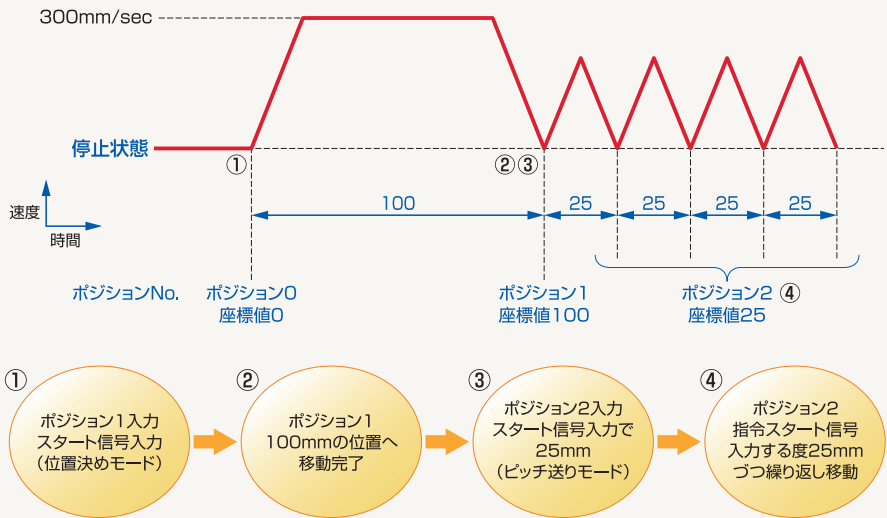 300mm/sec
停止状態
①
②③
速度
時間
100
25
25
25
25
ポジションNo.
ポジション0
座標値0
ポジション1
座標値100
ポジション2 ④
座標値25
①
ポジション1入力
スタート信号入力
（位置決めモード）
②
ポジション1
100mmの位置へ
移動完了
③
ポジション2入力
スタート信号入力で
25mm
（ピッチ送りモード）
④
ポジション2
指令スタート信号
入力する度25mm
づつ繰り返し移動